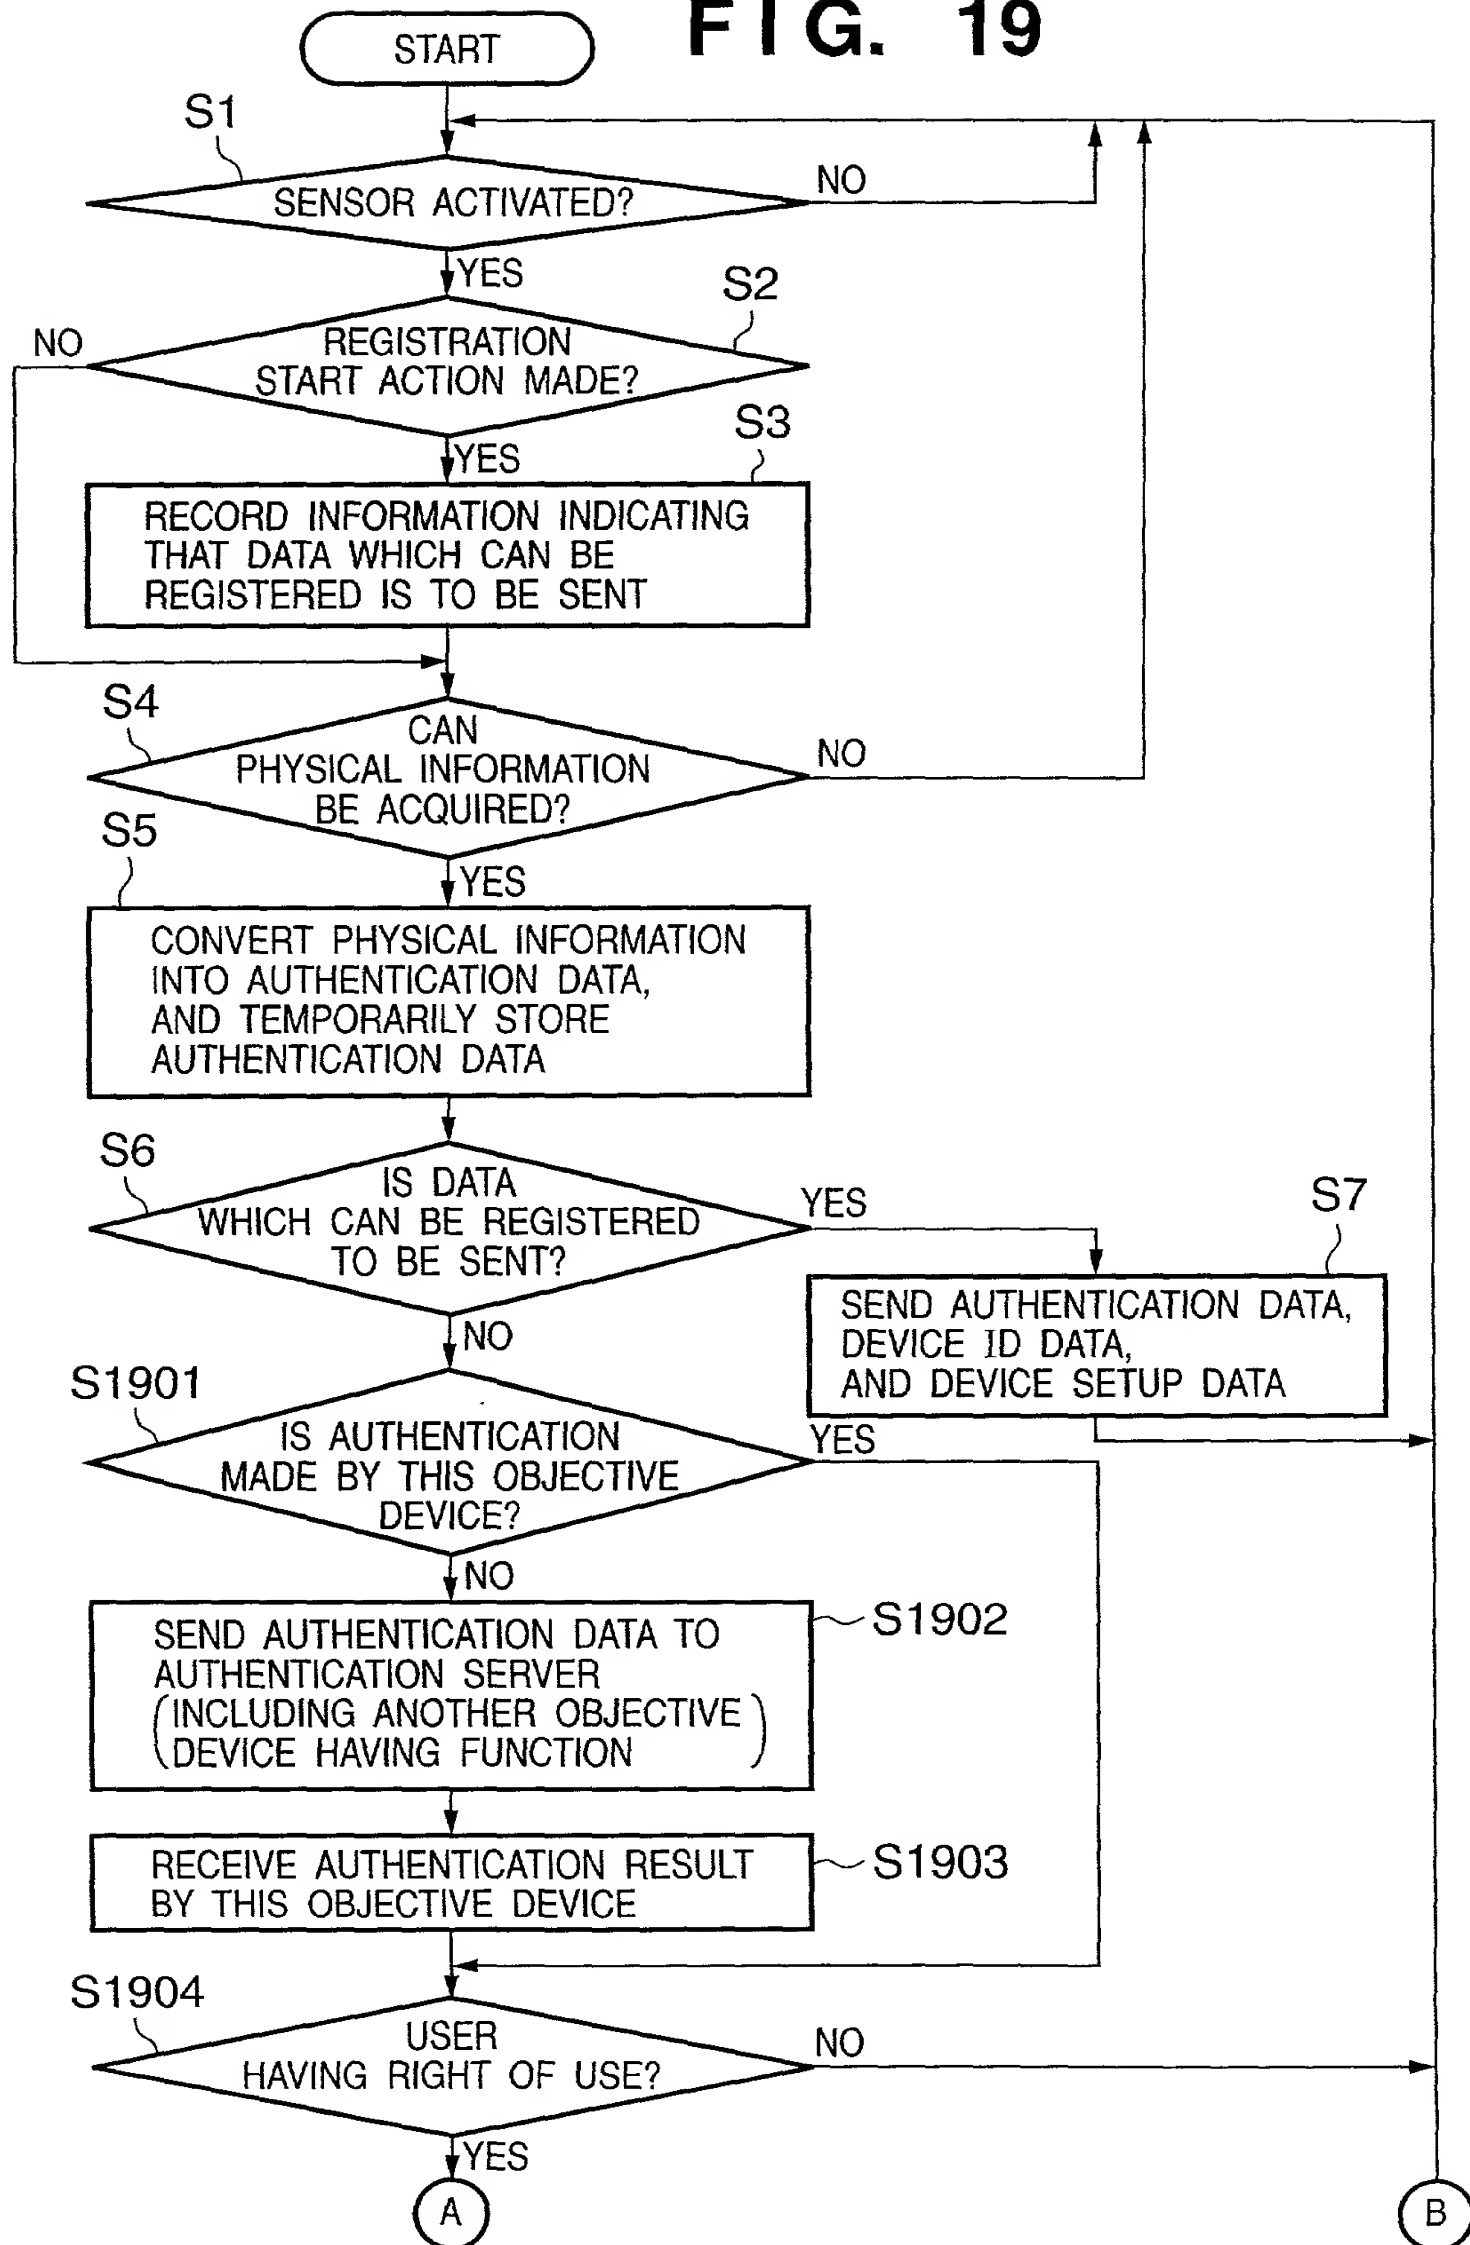 FIG. 19
START
S1
SENSOR ACTIVATED?
NO
YES
S2
NO
REGISTRATION
START ACTION MADE?
YES
S3
RECORD INFORMATION INDICATING
THAT DATA WHICH CAN BE
REGISTERED IS TO BE SENT
S4
CAN
PHYSICAL INFORMATION
BE ACQUIRED?
NO
YES
S5
CONVERT PHYSICAL INFORMATION
INTO AUTHENTICATION DATA,
AND TEMPORARILY STORE
AUTHENTICATION DATA
S6
IS DATA
WHICH CAN BE REGISTERED
TO BE SENT?
YES
NO
S7
SEND AUTHENTICATION DATA,
DEVICE ID DATA,
AND DEVICE SETUP DATA
S1901
IS AUTHENTICATION
MADE BY THIS OBJECTIVE
DEVICE?
YES
NO
S1902
SEND AUTHENTICATION DATA TO
AUTHENTICATION SERVER
(INCLUDING ANOTHER OBJECTIVE
DEVICE HAVING FUNCTION)
S1903
RECEIVE AUTHENTICATION RESULT
BY THIS OBJECTIVE DEVICE
S1904
USER
HAVING RIGHT OF USE?
NO
YES
A
B